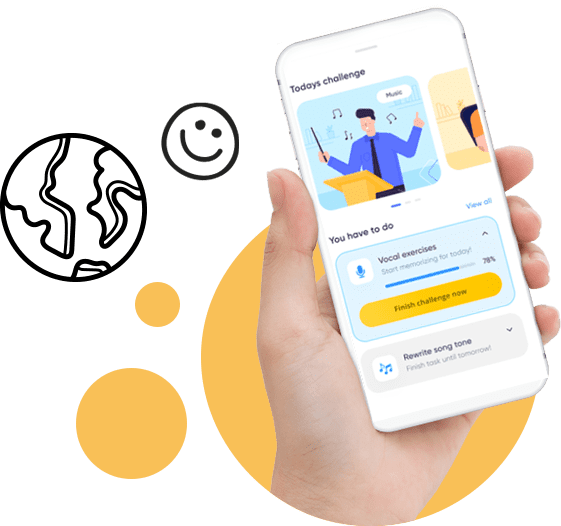 Todays challenge
Music
You have to do
View all
Vocal exercises
Start memorizing for today!
78%
Finish challenge now
Rewrite song tone
Finish task until tomorrow!